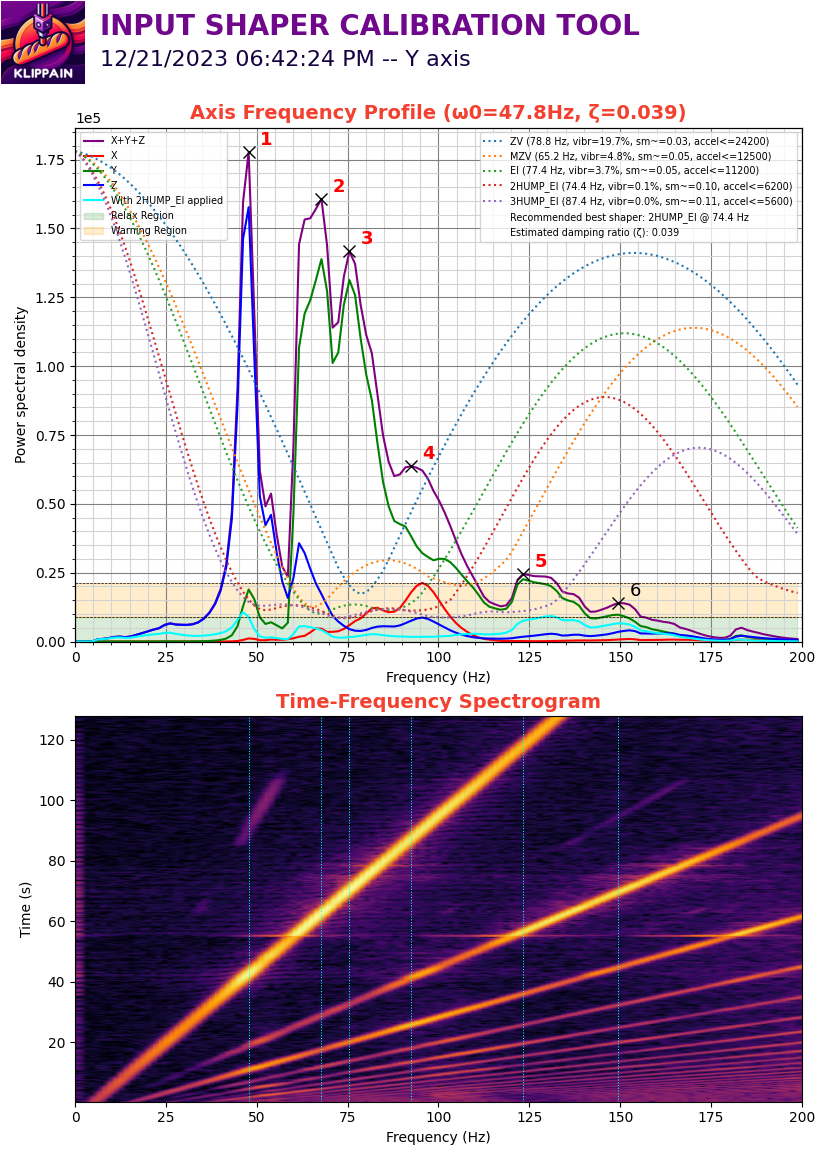 INPUT SHAPER CALIBRATION TOOL
12/21/2023 06:42:24 PM -- Y axis
KLIPPAIN
Axis Frequency Profile (ω0=47.8Hz, ζ=0.039)
1e5
X+Y+Z
X
Y
Z
With 2HUMP_EI applied
Relax Region
Warning Region
ZV (78.8 Hz, vibr=19.7%, sm~=0.03, accel<=24200)
MZV (65.2 Hz, vibr=4.8%, sm~=0.05, accel<=12500)
EI (77.4 Hz, vibr=3.7%, sm~=0.05, accel<=11200)
2HUMP_EI (74.4 Hz, vibr=0.1%, sm~=0.10, accel<=6200)
3HUMP_EI (87.4 Hz, vibr=0.0%, sm~=0.11, accel<=5600)
Recommended best shaper: 2HUMP_EI @ 74.4 Hz
Estimated damping ratio (ζ): 0.039
1
2
3
4
5
6
Power spectral density
1.75
1.50
1.25
1.00
0.75
0.50
0.25
0.00
0 25 50 75 100 125 150 175 200
Frequency (Hz)
Time-Frequency Spectrogram
Time (s)
120
100
80
60
40
20
0 25 50 75 100 125 150 175 200
Frequency (Hz)